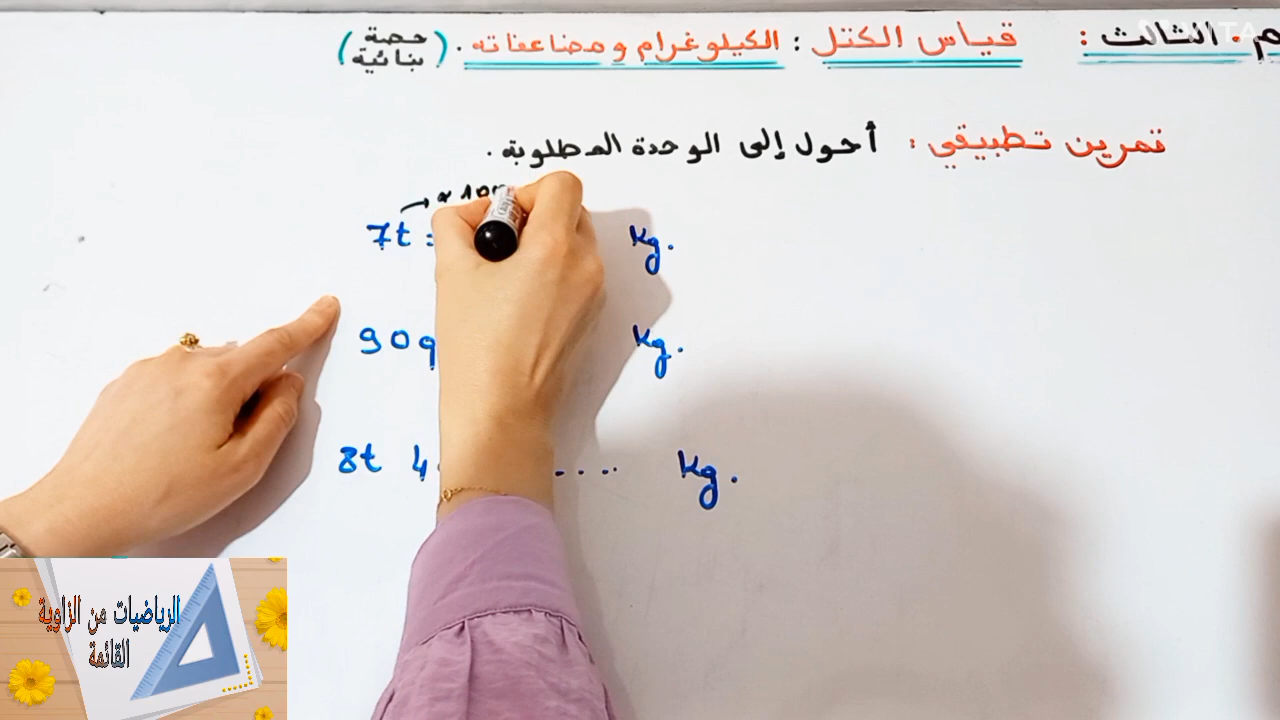 الثالث : قياس الكتل : الكيلوغرام و مضاعفاته . (حصة بنائية)
تمرين تطبيقي : أحول إلى الوحدة المطلوبة .
7t = Kg.
90q Kg.
8t 4 .... Kg.
الرياضيات من الزاوية
القائمة